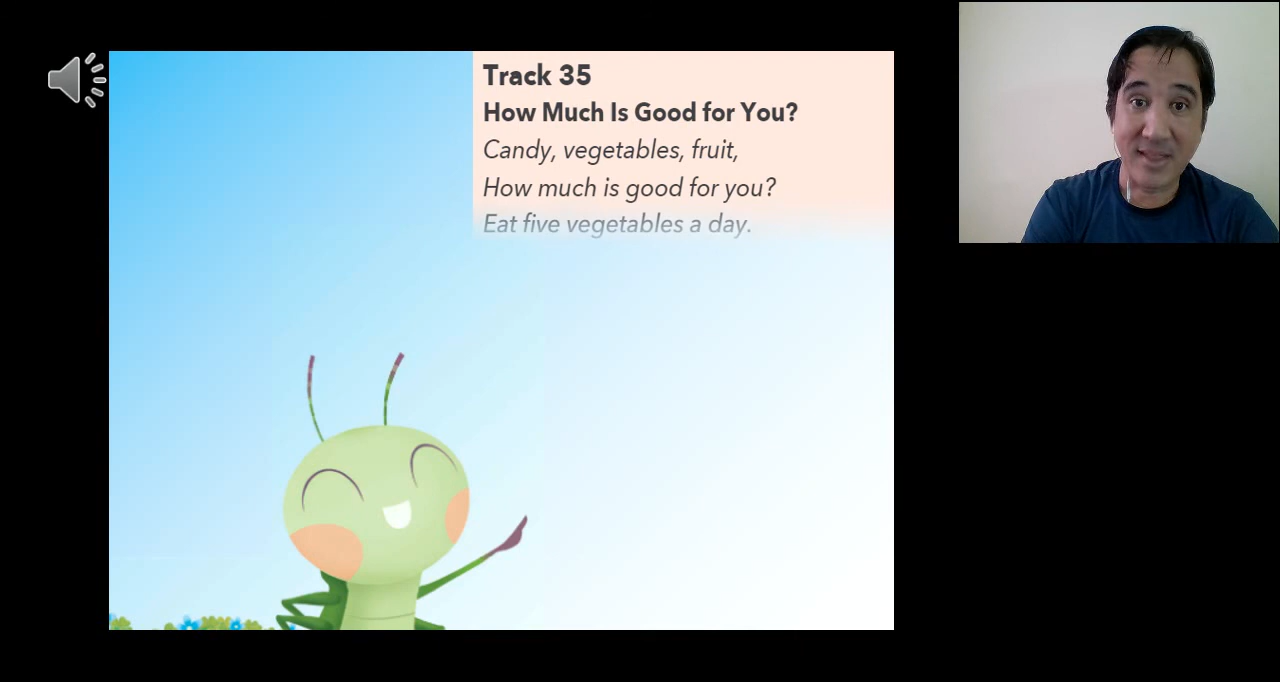 Track 35
How Much Is Good for You?
Candy, vegetables, fruit,
How much is good for you?
Eat five vegetables a day.